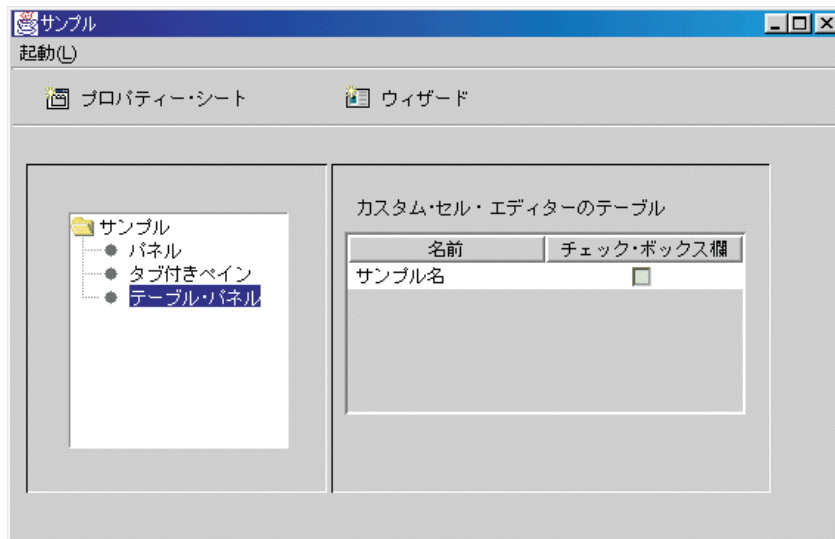 サンプル
起動(L)
プロパティー・シート ウィザード
サンプル
パネル
タブ付きペイン
テーブル・パネル
カスタム・セル・エディターのテーブル
名前 チェック・ボックス欄
サンプル名